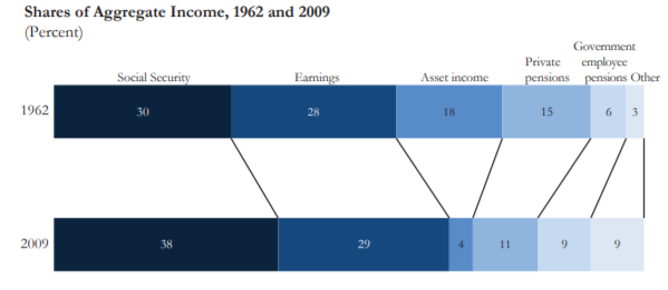 Shares of Aggregate Income, 1962 and 2009
(Percent)
Social Security Earnings Asset income Private pensions Government employee pensions Other
1962 30 28 18 15 6 3
2009 38 29 4 11 9 9